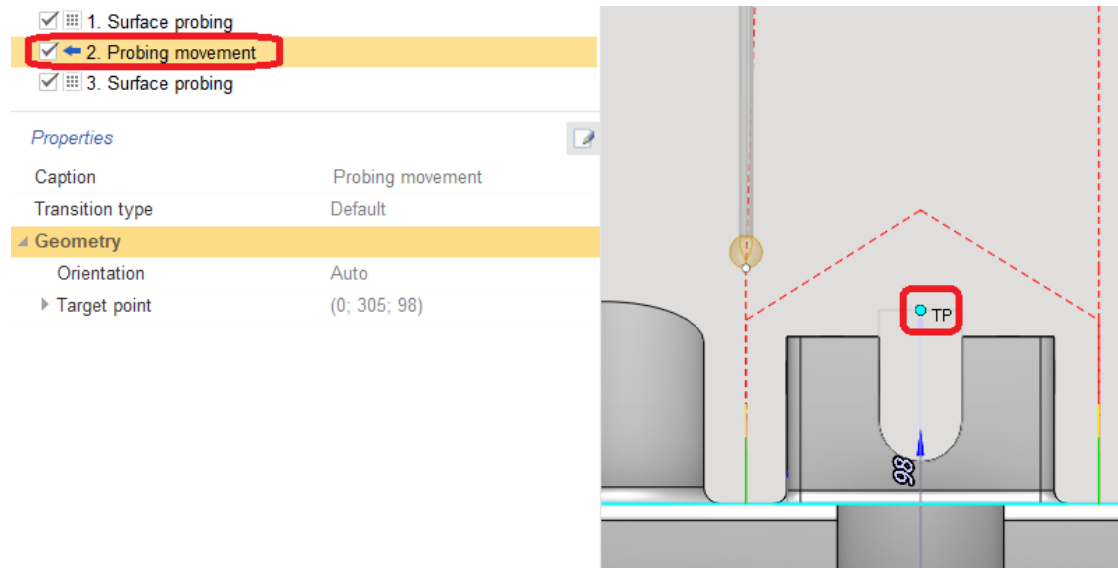 1. Surface probing
2. Probing movement
3. Surface probing
Properties
Caption Probing movement
Transition type Default
Geometry
Orientation Auto
Target point (0; 305; 98)
TP
98